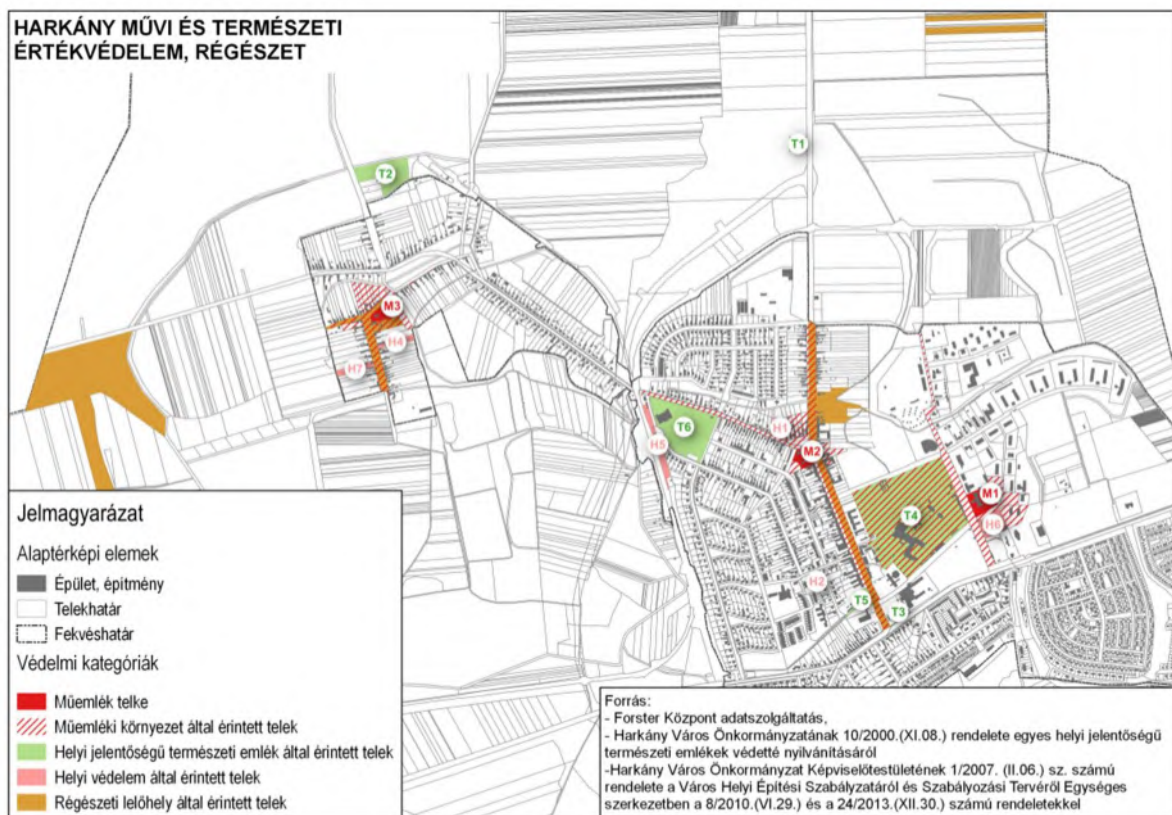 HARKÁNY MŰVI ÉS TERMÉSZETI
ÉRTÉKVÉDELEM, RÉGÉSZET
T1
T2
M3
H4
H7
H1
T6
M2
H5
M1
T4
H6
H2
T5
T3
Jelmagyarázat
Alaptérképi elemek
Épület, építmény
Telekhatár
Fekvéshatár
Védelmi kategóriák
Műemlék telke
Műemléki környezet által érintett telek
Helyi jelentőségű természeti emlék által érintett telek
Helyi védelem által érintett telek
Régészeti lelőhely által érintett telek
Forrás:
- Forster Központ adatszolgáltatás,
- Harkány Város Önkormányzatának 10/2000.(XI.08.) rendelete egyes helyi jelentőségű
természeti emlékek védetté nyilvánításáról
-Harkány Város Önkormányzat Képviselőtestületének 1/2007. (II.06.) sz. számú
rendelete a Város Helyi Építési Szabályzatáról és Szabályozási Tervéről Egységes
szerkezetben a 8/2010.(VI.29.) és a 24/2013.(XII.30.) számú rendeletekkel